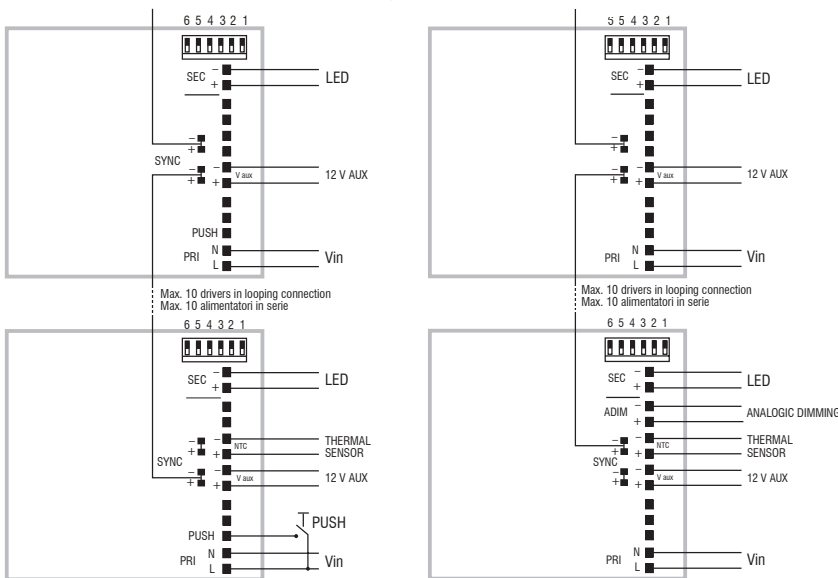 6 5 4 3 2 1
SEC
−
+
LED
−
+
SYNC
−
+
−
+
V aux
12 V AUX
PUSH
PRI
N
L
Vin
5 5 4 3 2 1
SEC
−
+
LED
−
+
−
+
−
+
V aux
12 V AUX
PRI
N
L
Vin
Max. 10 drivers in looping connection
Max. 10 alimentatori in serie
Max. 10 drivers in looping connection
Max. 10 alimentatori in serie
6 5 4 3 2 1
SEC
−
+
LED
−
+
−
+
NTC
THERMAL
SENSOR
SYNC
−
+
−
+
V aux
12 V AUX
PUSH
PUSH
PRI
N
L
Vin
6 5 4 3 2 1
SEC
−
+
LED
ADIM
−
+
ANALOGIC DIMMING
−
+
−
+
NTC
THERMAL
SENSOR
SYNC
−
+
−
+
V aux
12 V AUX
PRI
N
L
Vin